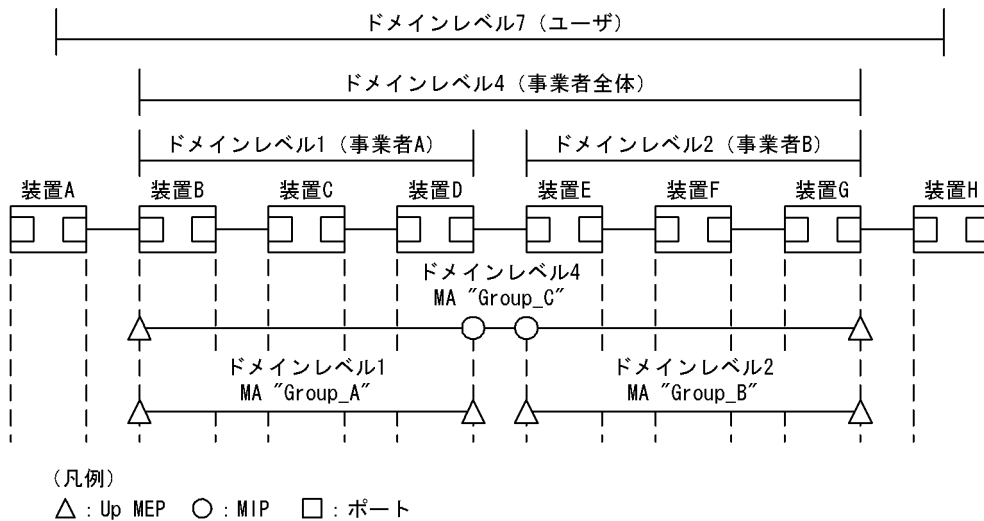 ドメインレベル7（ユーザ）
ドメインレベル4（事業者全体）
ドメインレベル1（事業者A）
ドメインレベル2（事業者B）
装置A 装置B 装置C 装置D 装置E 装置F 装置G 装置H
ドメインレベル4
MA ″Group_C″
ドメインレベル1
MA ″Group_A″
ドメインレベル2
MA ″Group_B″
（凡例）
△：Up MEP ○：MIP □：ポート